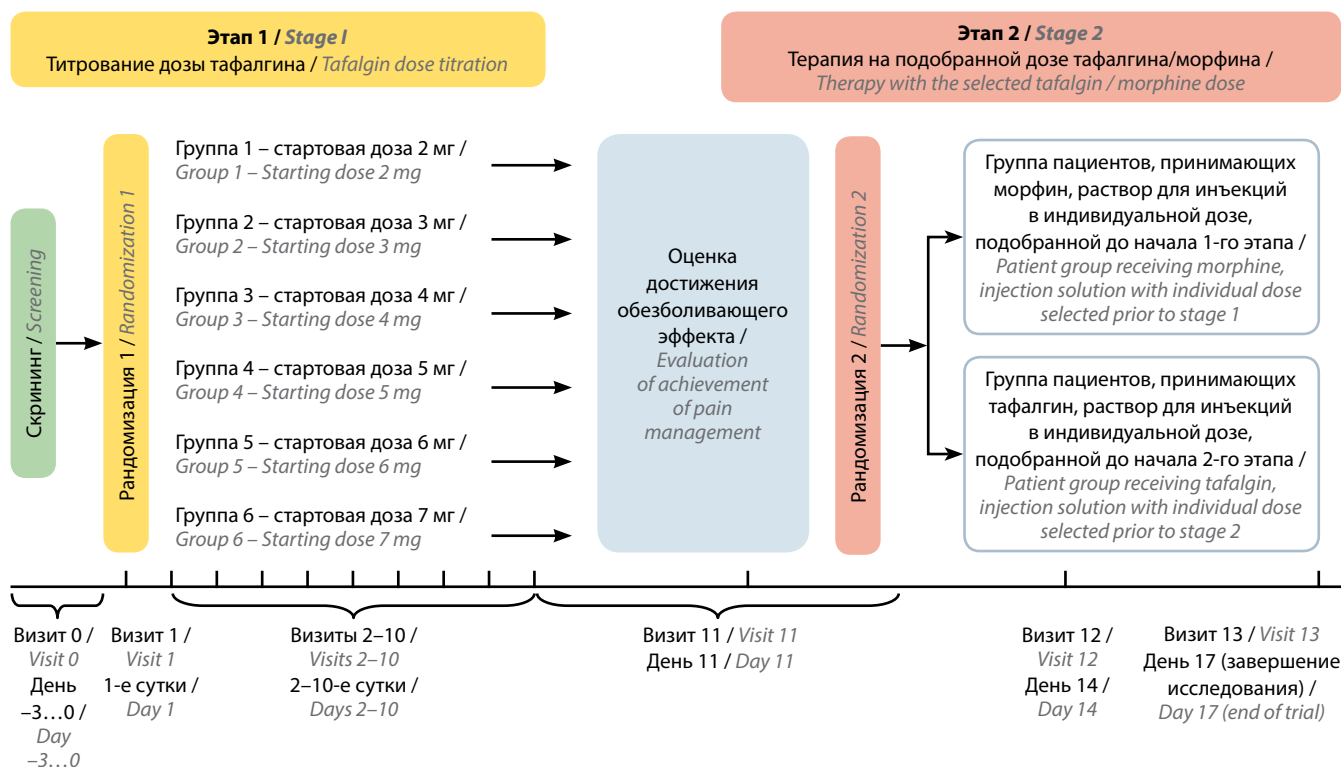 Этап 1 / Stage I
Титрование дозы тафалгина / Tafalgin dose titration
Этап 2 / Stage 2
Терапия на подобранной дозе тафалгина/морфина /
Therapy with the selected tafalgin / morphine dose
Скрининг / Screening
Рандомизация 1 / Randomization 1
Группа 1 – стартовая доза 2 мг /
Group 1 – Starting dose 2 mg
Группа 2 – стартовая доза 3 мг /
Group 2 – Starting dose 3 mg
Группа 3 – стартовая доза 4 мг /
Group 3 – Starting dose 4 mg
Группа 4 – стартовая доза 5 мг /
Group 4 – Starting dose 5 mg
Группа 5 – стартовая доза 6 мг /
Group 5 – Starting dose 6 mg
Группа 6 – стартовая доза 7 мг /
Group 6 – Starting dose 7 mg
Оценка
достижения
обезболивающего
эффекта /
Evaluation
of achievement
of pain
management
Рандомизация 2 / Randomization 2
Группа пациентов, принимающих
морфин, раствор для инъекций
в индивидуальной дозе,
подобранной до начала 1-го этапа /
Patient group receiving morphine,
injection solution with individual dose
selected prior to stage 1
Группа пациентов, принимающих
тафалгин, раствор для инъекций
в индивидуальной дозе,
подобранной до начала 2-го этапа /
Patient group receiving tafalgin,
injection solution with individual dose
selected prior to stage 2
Визит 0 /
Visit 0
День
–3…0 /
Day
–3…0
Визит 1 /
Visit 1
1-е сутки /
Day 1
Визиты 2–10 /
Visits 2–10
2–10-е сутки /
Days 2–10
Визит 11 / Visit 11
День 11 / Day 11
Визит 12 /
Visit 12
День 14 /
Day 14
Визит 13 / Visit 13
День 17 (завершение
исследования) /
Day 17 (end of trial)